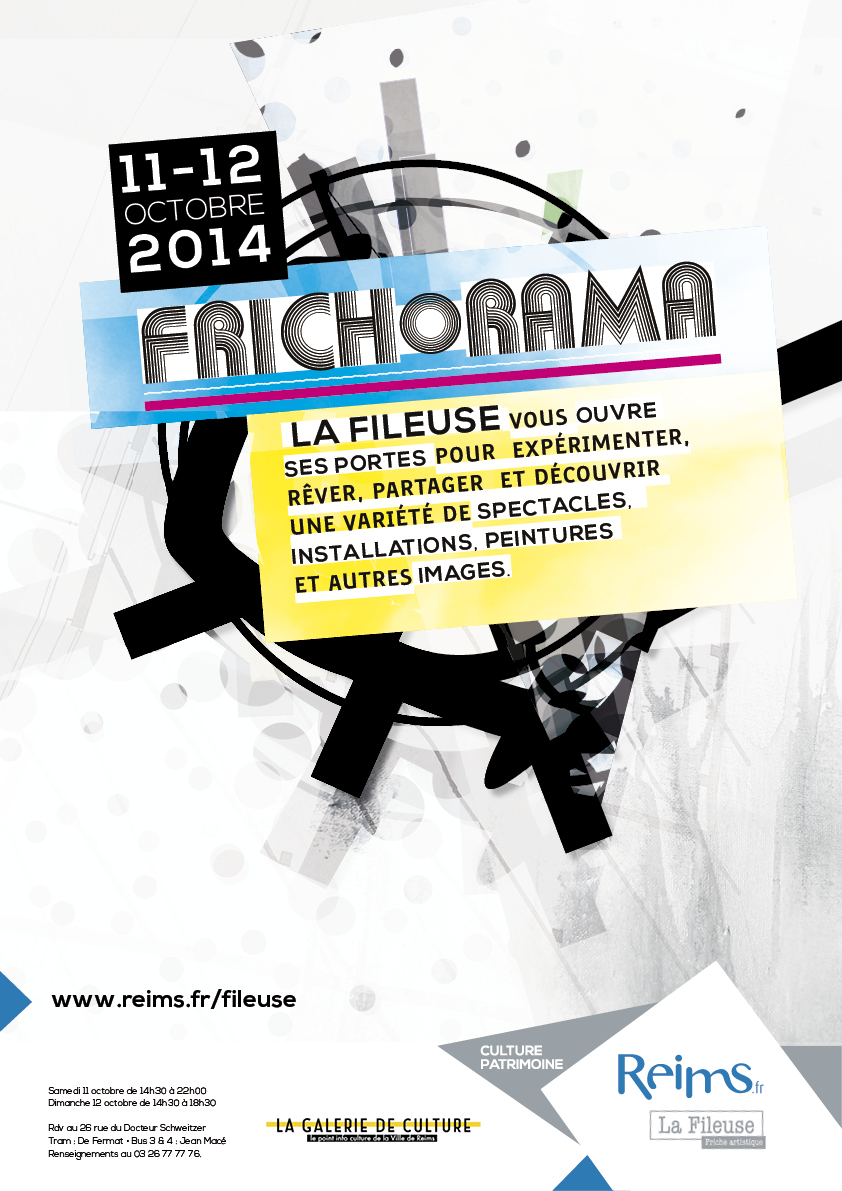 11-12
OCTOBRE
2014
FRICHORAMA
LA FILEUSE VOUS OUVRE
SES PORTES POUR EXPÉRIMENTER,
RÊVER, PARTAGER ET DÉCOUVRIR
UNE VARIÉTÉ DE SPECTACLES,
INSTALLATIONS, PEINTURES
ET AUTRES IMAGES.
www.reims.fr/fileuse
CULTURE
PATRIMOINE
Reims.fr
La Fileuse
Friche artistique
Samedi 11 octobre de 14h30 à 22h00
Dimanche 12 octobre de 14h30 à 18h30
Rdv au 26 rue du Docteur Schweitzer
Tram : De Fermat • Bus 3 & 4 : Jean Macé
Renseignements au 03 26 77 77 76.
LA GALERIE DE CULTURE
le point info culture de la Ville de Reims